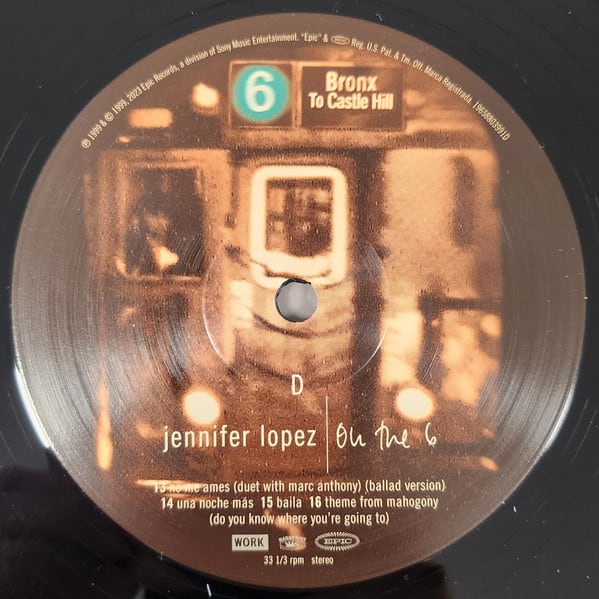 ℗ 1999 & © 1999, 2023 Epic Records, a division of Sony Music Entertainment. "Epic" & EPIC Reg. U.S. Pat. & Tm. Off. Marca Registrada. 19658803991D
6
Bronx
To Castle Hill
D
jennifer lopez
On the 6
13 no me ames (duet with marc anthony) (ballad version)
14 una noche más 15 baila 16 theme from mahogony
(do you know where you're going to)
WORK
EPIC
33 1/3 rpm stereo